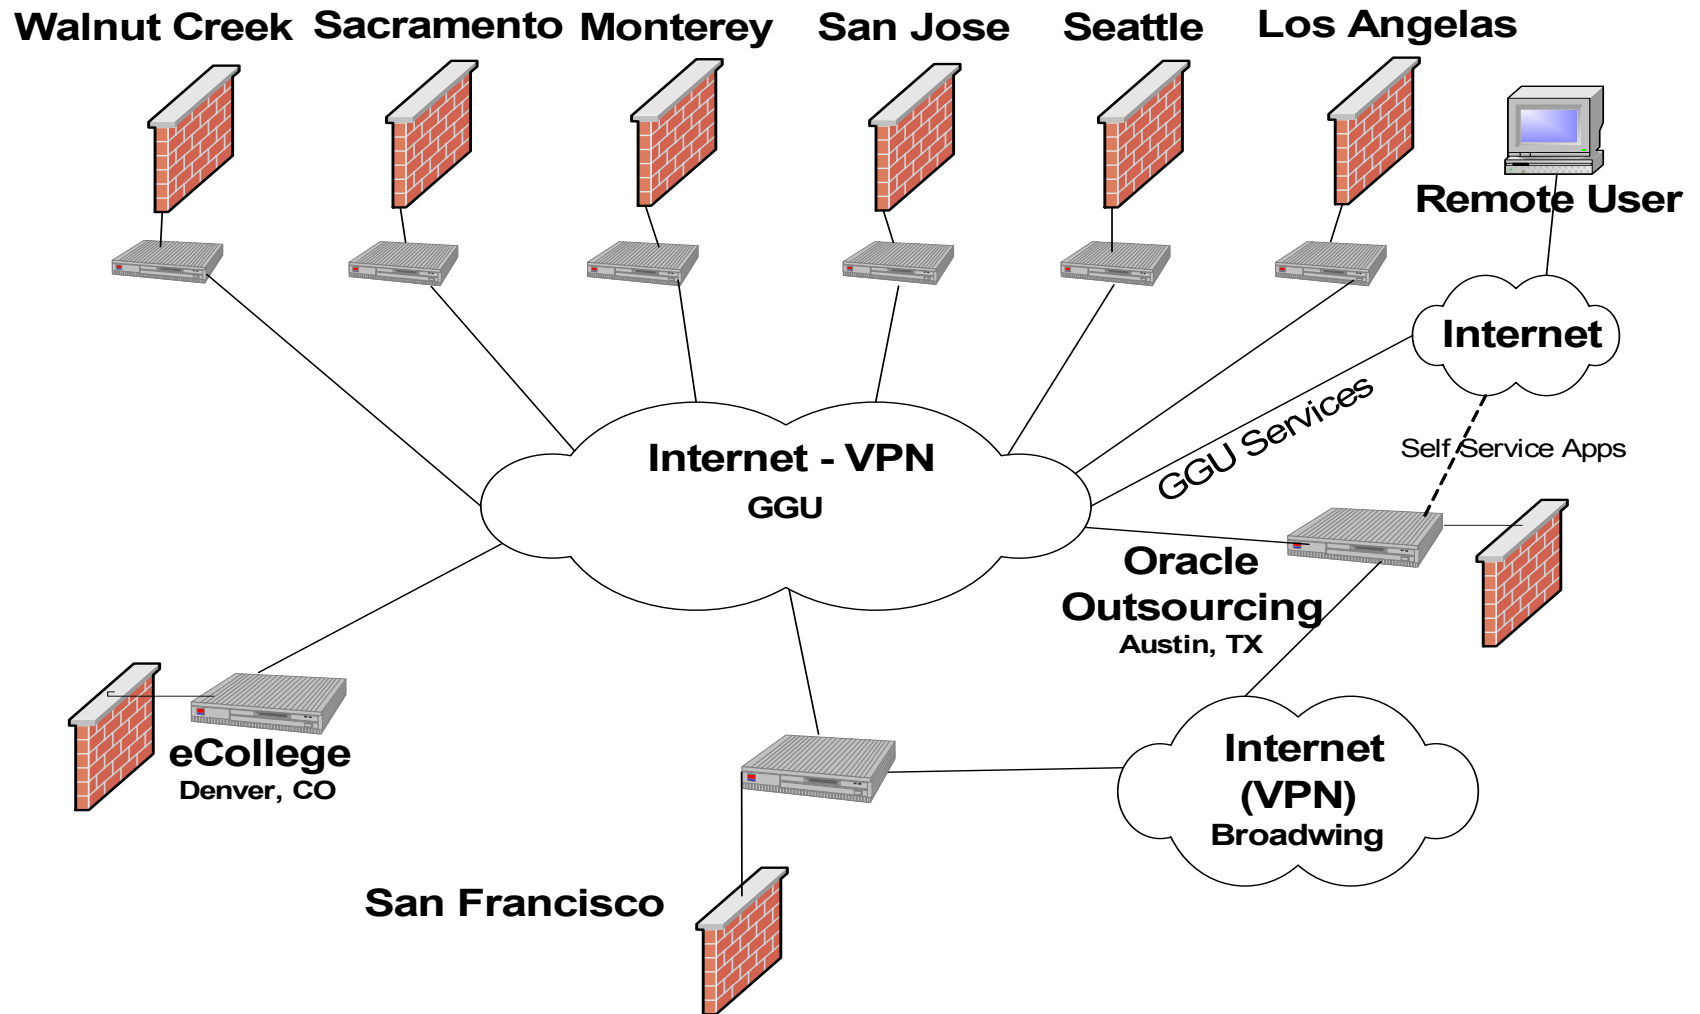 Walnut Creek
Sacramento
Monterey
San Jose
Seattle
Los Angelas
Remote User
Internet
GGU Services
Self Service Apps
Internet - VPN
GGU
Oracle
Outsourcing
Austin, TX
eCollege
Denver, CO
Internet
(VPN)
Broadwing
San Francisco